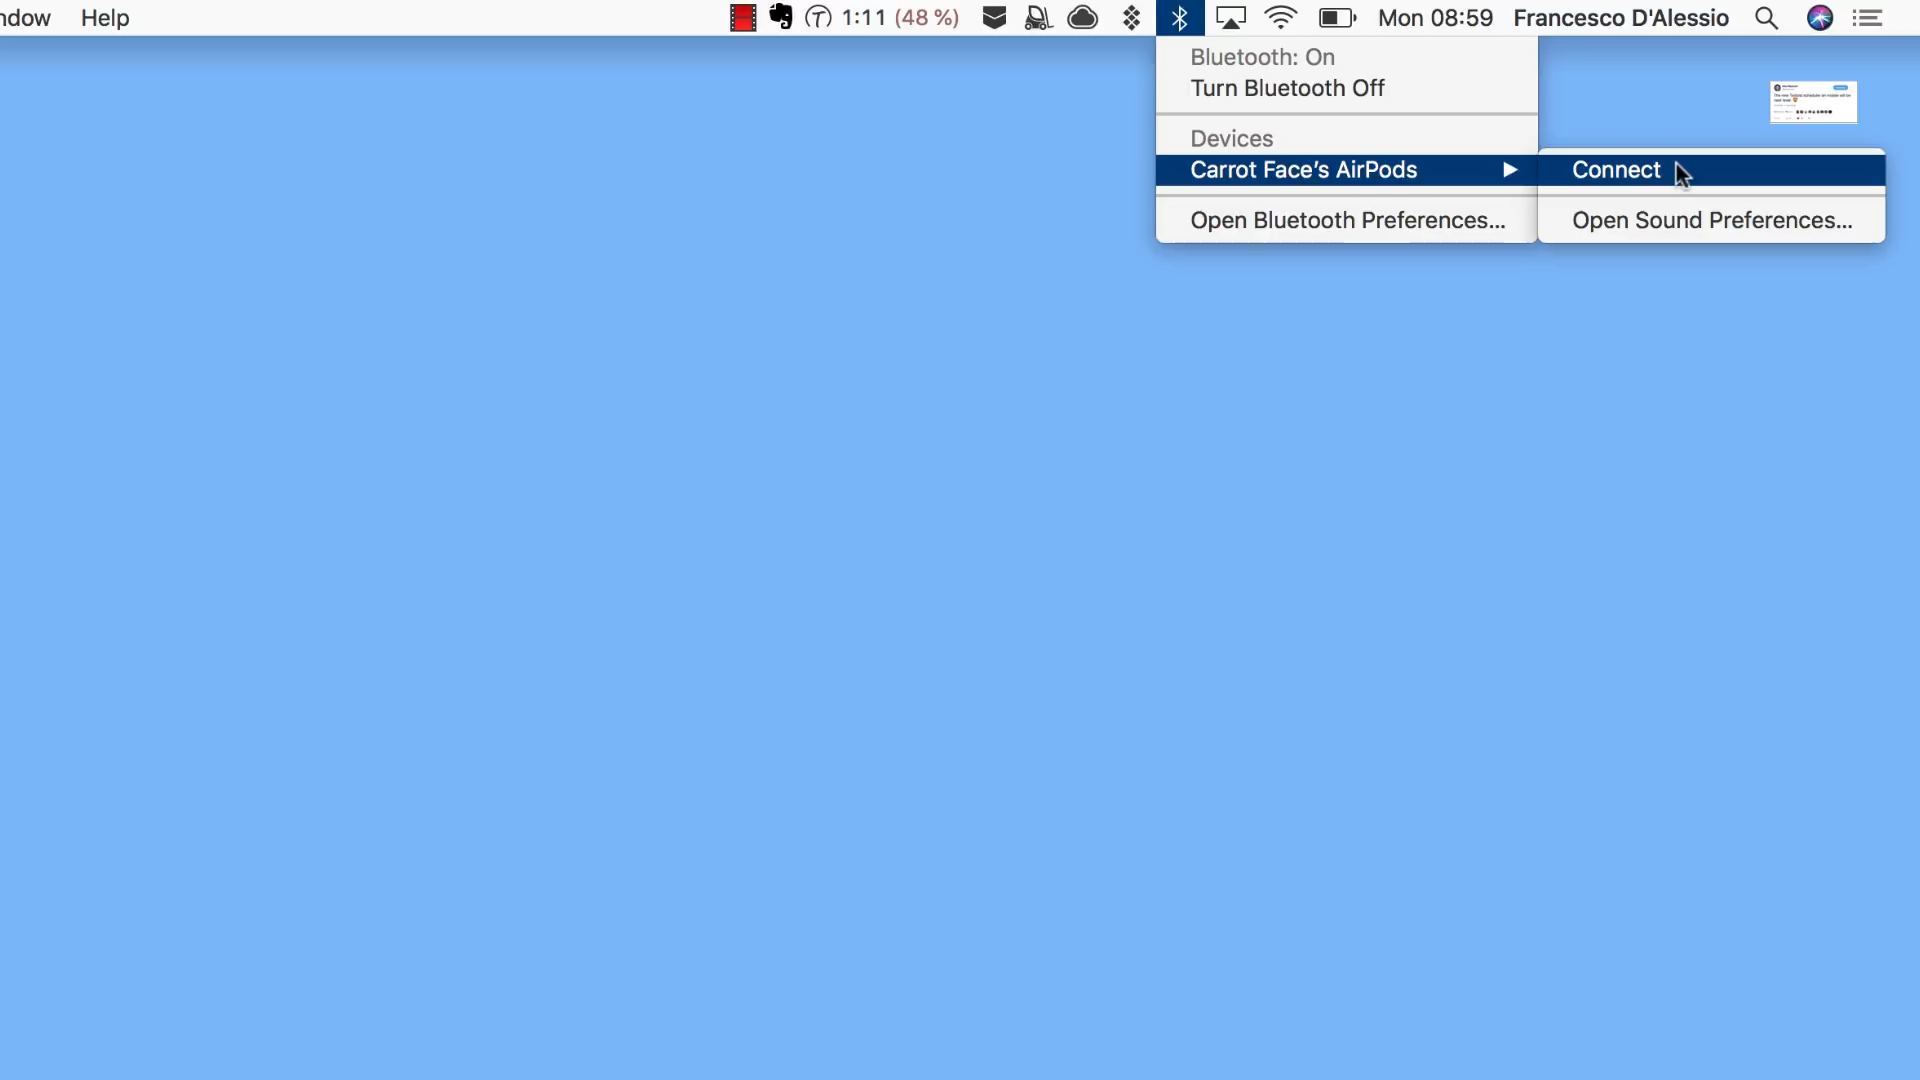 ndow Help 1:11 (48 %) Mon 08:59 Francesco D'Alessio
Bluetooth: On
Turn Bluetooth Off
Devices
Carrot Face's AirPods
Connect
Open Bluetooth Preferences...
Open Sound Preferences...